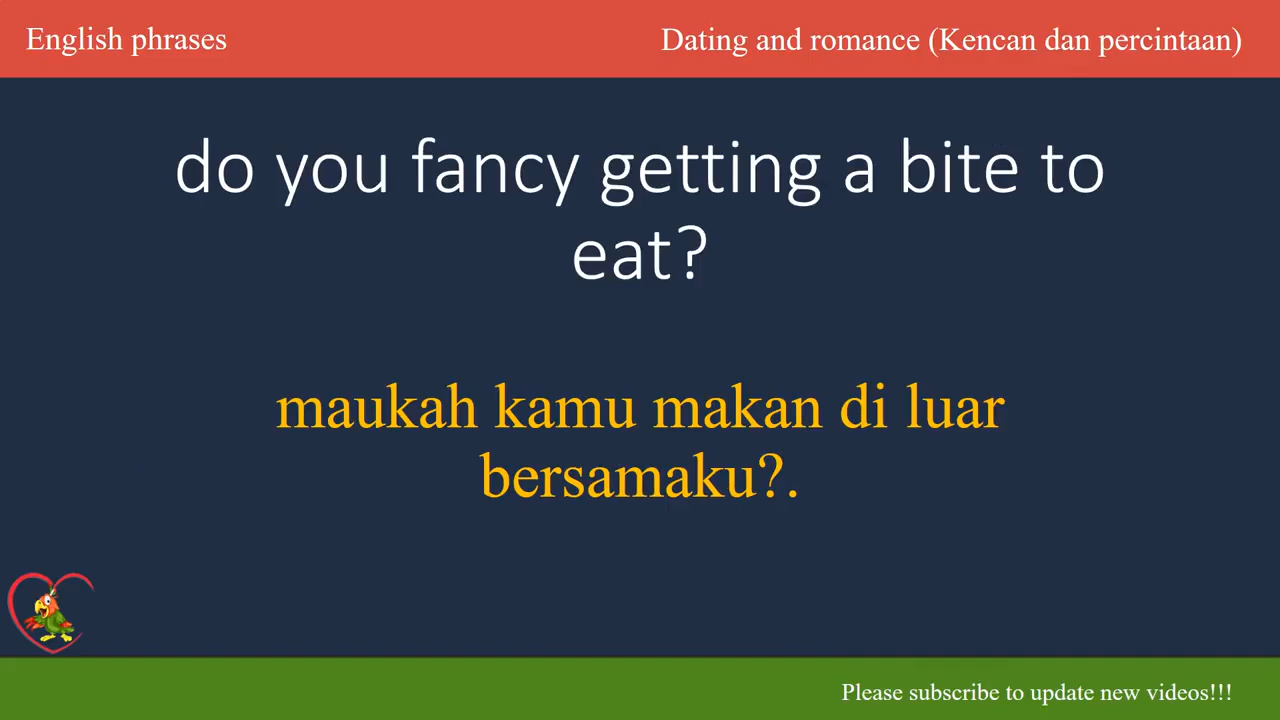 English phrases
Dating and romance (Kencan dan percintaan)
do you fancy getting a bite to
eat?
maukah kamu makan di luar
bersamaku?.
Please subscribe to update new videos!!!